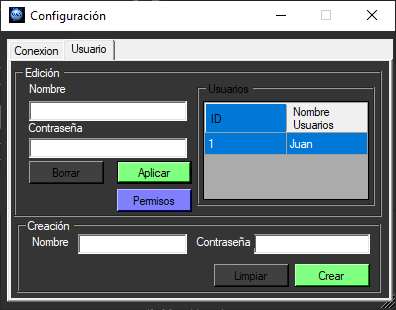 Configuración
Conexion Usuario
Edición
Nombre
Contraseña
Borrar Aplicar
Permisos
Usuarios
ID Nombre Usuarios
1 Juan
Creación
Nombre Contraseña
Limpiar Crear